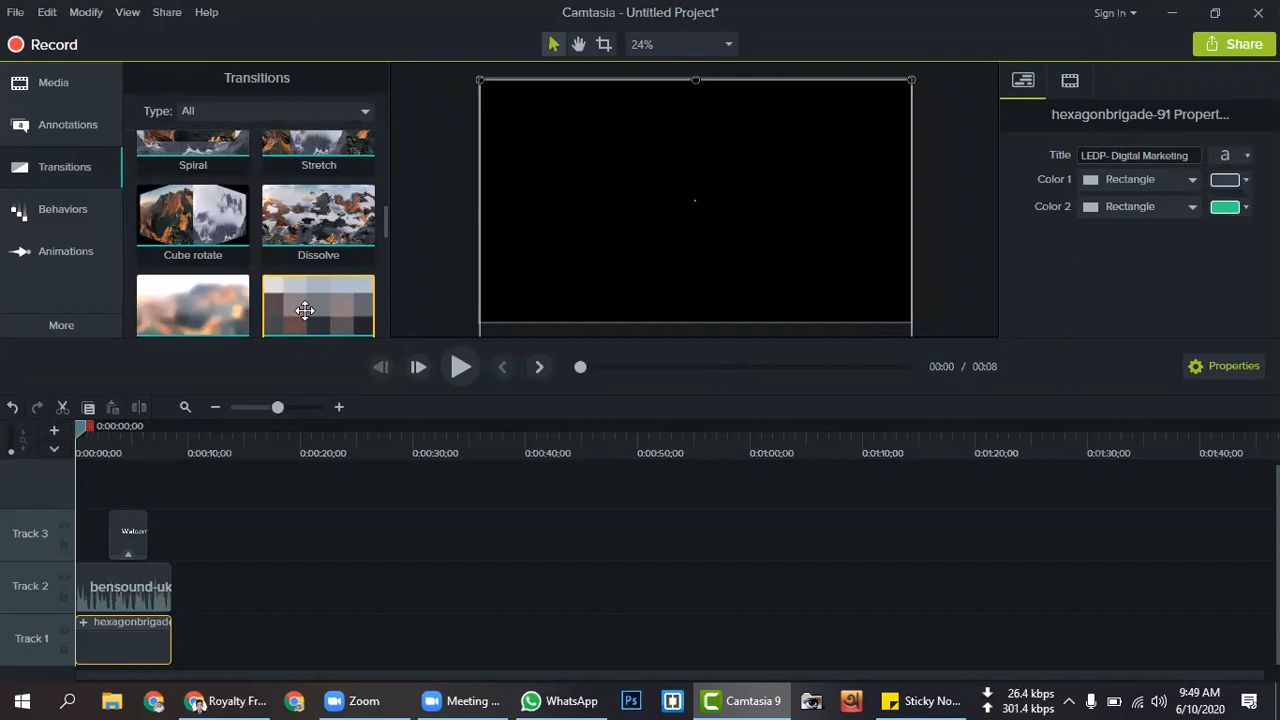 File Edit Modify View Share Help Camtasia - Untitled Project* Sign In
Record 24% Share
Media
Annotations
Transitions
Behaviors
Animations
More
Transitions
Type: All
Spiral Stretch
Cube rotate Dissolve
hexagonbrigade-91 Propert...
Title LEDP- Digital Marketing a
Color 1 Rectangle
Color 2 Rectangle
00:00 / 00:08 Properties
0:00:00;00
0:00:00;00 0:00:10;00 0:00:20;00 0:00:30;00 0:00:40;00 0:00:50;00 0:01:00;00 0:01:10;00 0:01:20;00 0:01:30;00 0:01:40;00
Track 3 Welcom
Track 2 bensound-uk
Track 1 + hexagonbrigade
Royalty Fr... Zoom Meeting ... WhatsApp Ps Camtasia 9 Sticky No... 26.4 kbps 301.4 kbps 9:49 AM
6/10/2020